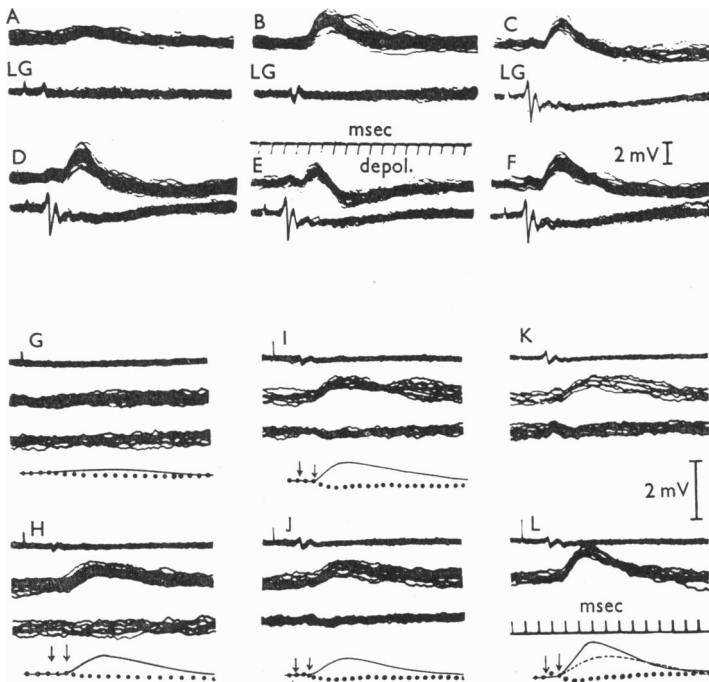 A B C
LG LG LG
msec
D E depol. F 2 mV
G I K
2 mV
H J L
msec